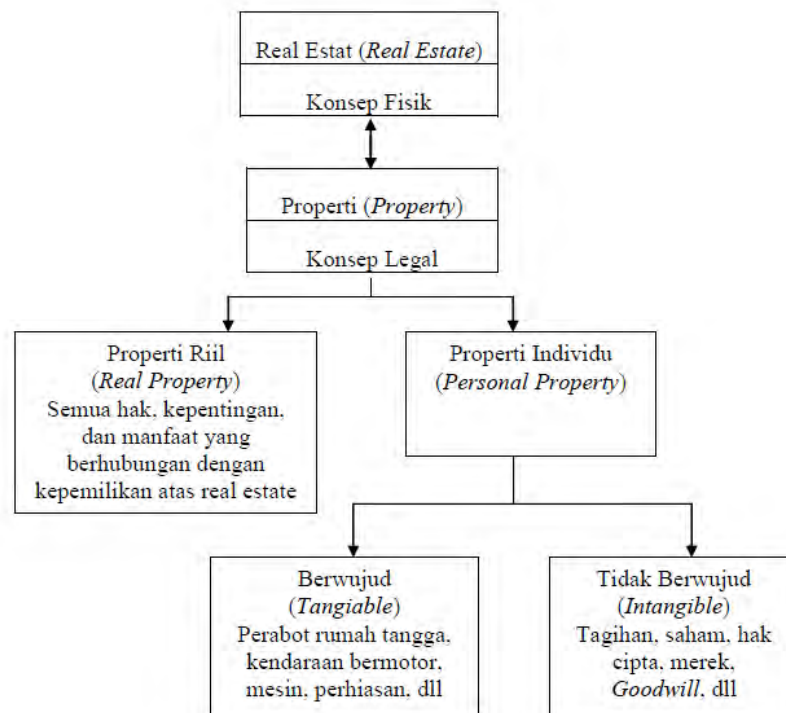 Real Estat (Real Estate)
Konsep Fisik
Properti (Property)
Konsep Legal
Properti Riil
(Real Property)
Semua hak, kepentingan,
dan manfaat yang
berhubungan dengan
kepemilikan atas real estate
Properti Individu
(Personal Property)
Berwujud
(Tangiable)
Perabot rumah tangga,
kendaraan bermotor,
mesin, perhiasan, dll
Tidak Berwujud
(Intangible)
Tagihan, saham, hak
cipta, merek,
Goodwill, dll